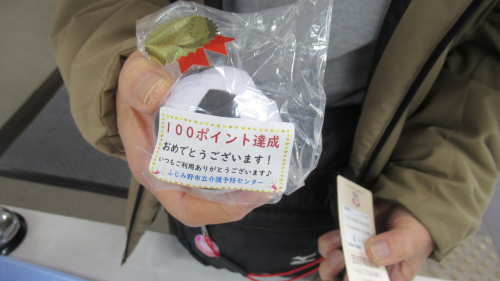 100ポイント達成
おめでとうございます!
いつもご利用ありがとうございます♪
ふじみ野市立介護予防センター